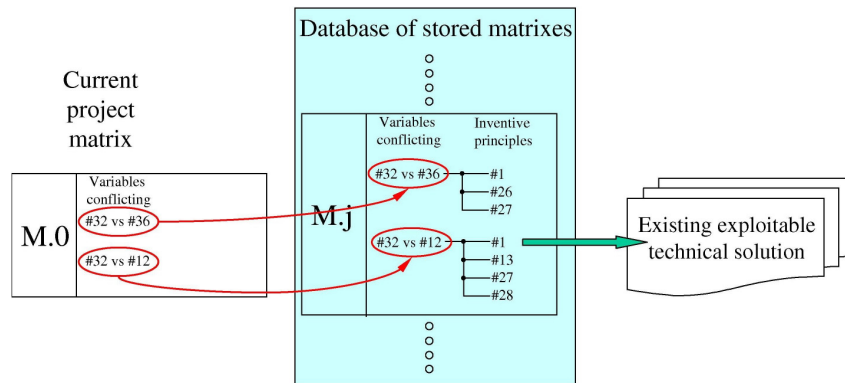 Current
project
matrix
M.0
Variables
conflicting
#32 vs #36
#32 vs #12
Database of stored matrixes
M.j
Variables
conflicting
Inventive
principles
#32 vs #36
#1
#26
#27
#32 vs #12
#1
#13
#27
#28
Existing exploitable
technical solution